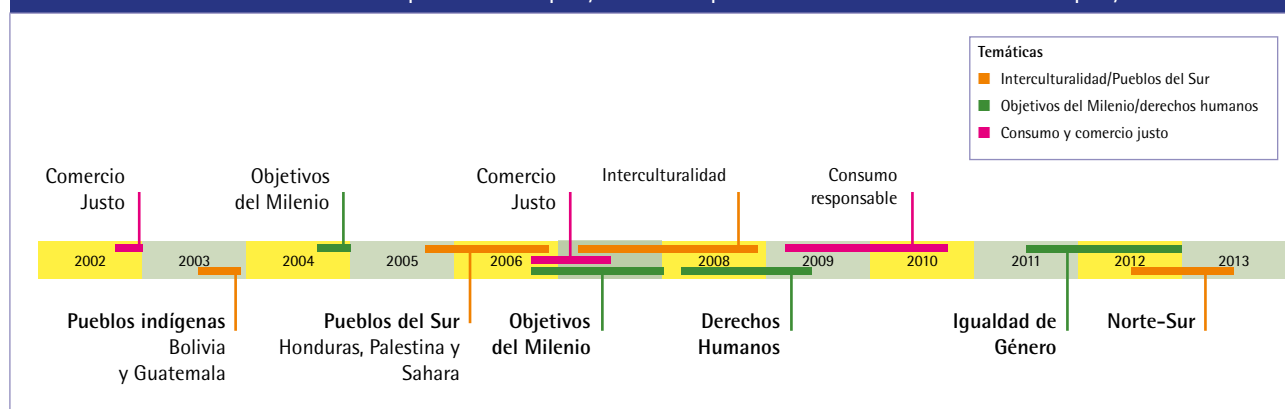 Temáticas
Interculturalidad/Pueblos del Sur
Objetivos del Milenio/derechos humanos
Consumo y comercio justo
Comercio
Justo
Objetivos
del Milenio
Comercio
Justo
Interculturalidad
Consumo
responsable
2002
2003
2004
2005
2006
2008
2009
2010
2011
2012
2013
Pueblos indígenas
Bolivia
y Guatemala
Pueblos del Sur
Honduras, Palestina y
Sahara
Objetivos
del Milenio
Derechos
Humanos
Igualdad de
Género
Norte-Sur